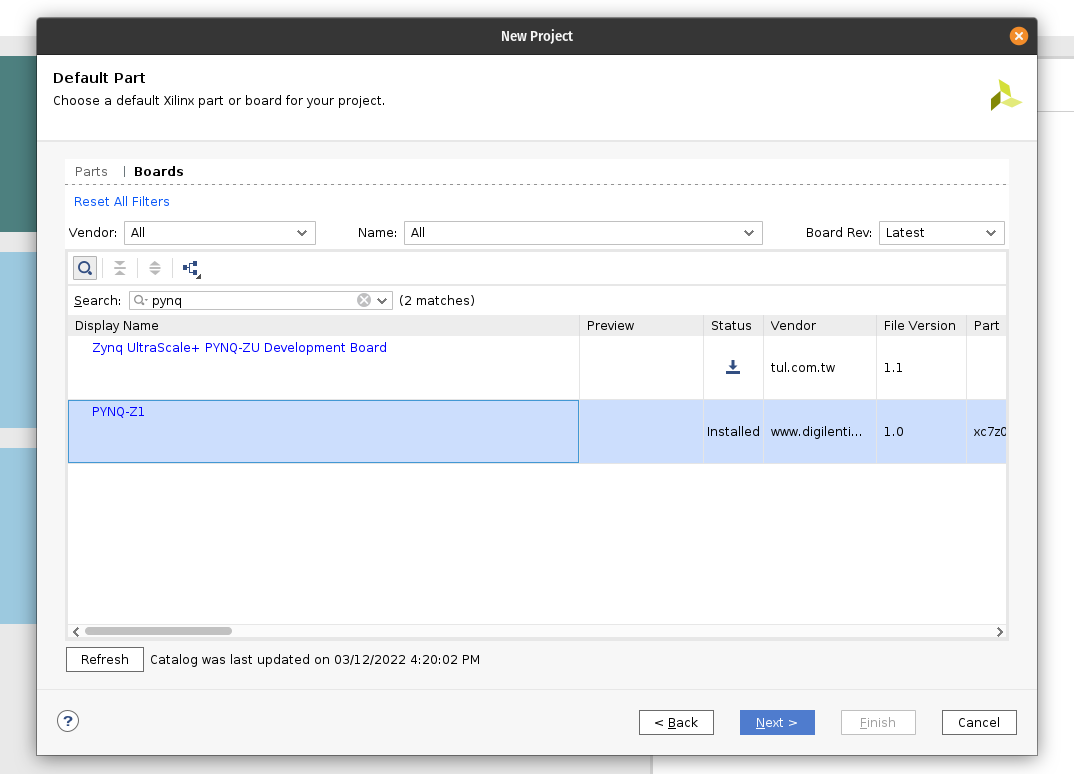 New Project
Default Part
Choose a default Xilinx part or board for your project.
Parts | Boards
Reset All Filters
Vendor: All Name: All Board Rev: Latest
Search: pynq (2 matches)
Display Name Preview Status Vendor File Version Part
Zynq UltraScale+ PYNQ-ZU Development Board tul.com.tw 1.1
PYNQ-Z1 Installed www.digilenti... 1.0 xc7z0
Refresh Catalog was last updated on 03/12/2022 4:20:02 PM
? < Back Next > Finish Cancel